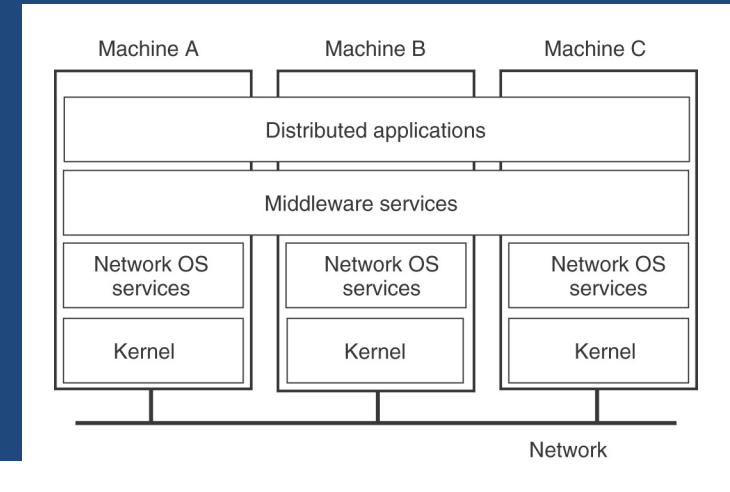 Machine A
Machine B
Machine C
Distributed applications
Middleware services
Network OS
services
Network OS
services
Network OS
services
Kernel
Kernel
Kernel
Network